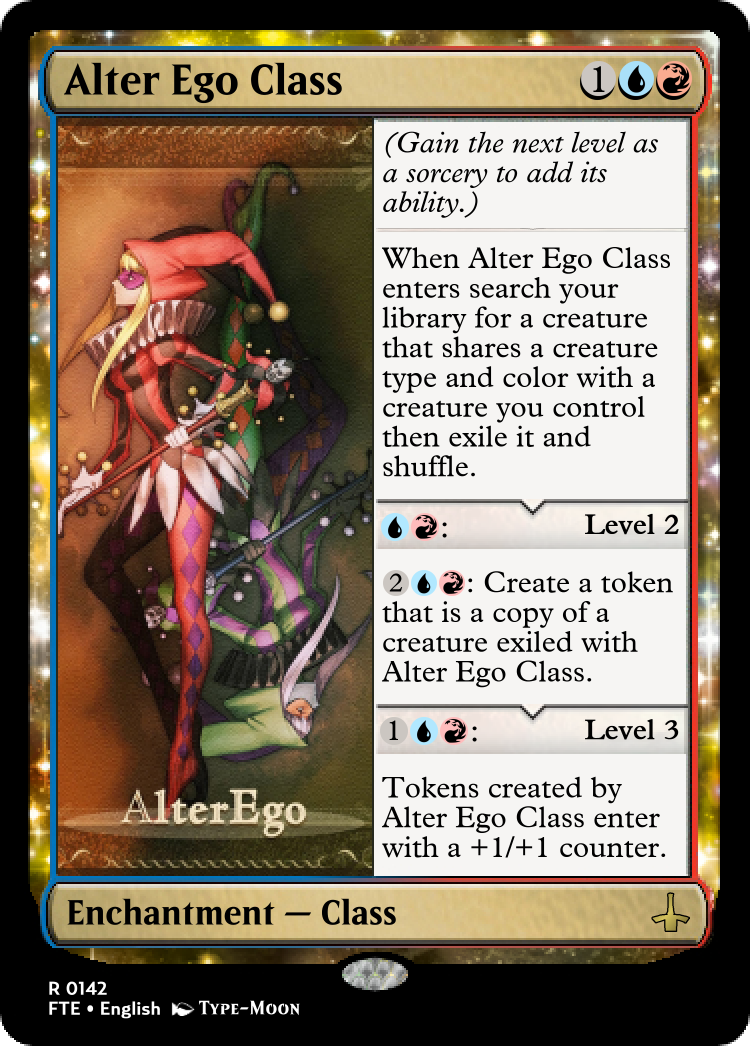 Alter Ego Class 1
(Gain the next level as
a sorcery to add its
ability.)
When Alter Ego Class
enters search your
library for a creature
that shares a creature
type and color with a
creature you control
then exile it and
shuffle.
: Level 2
2 : Create a token
that is a copy of a
creature exiled with
Alter Ego Class.
1 : Level 3
Tokens created by
Alter Ego Class enter
with a +1/+1 counter.
AlterEgo
Enchantment — Class
R 0142
FTE • English Type-Moon